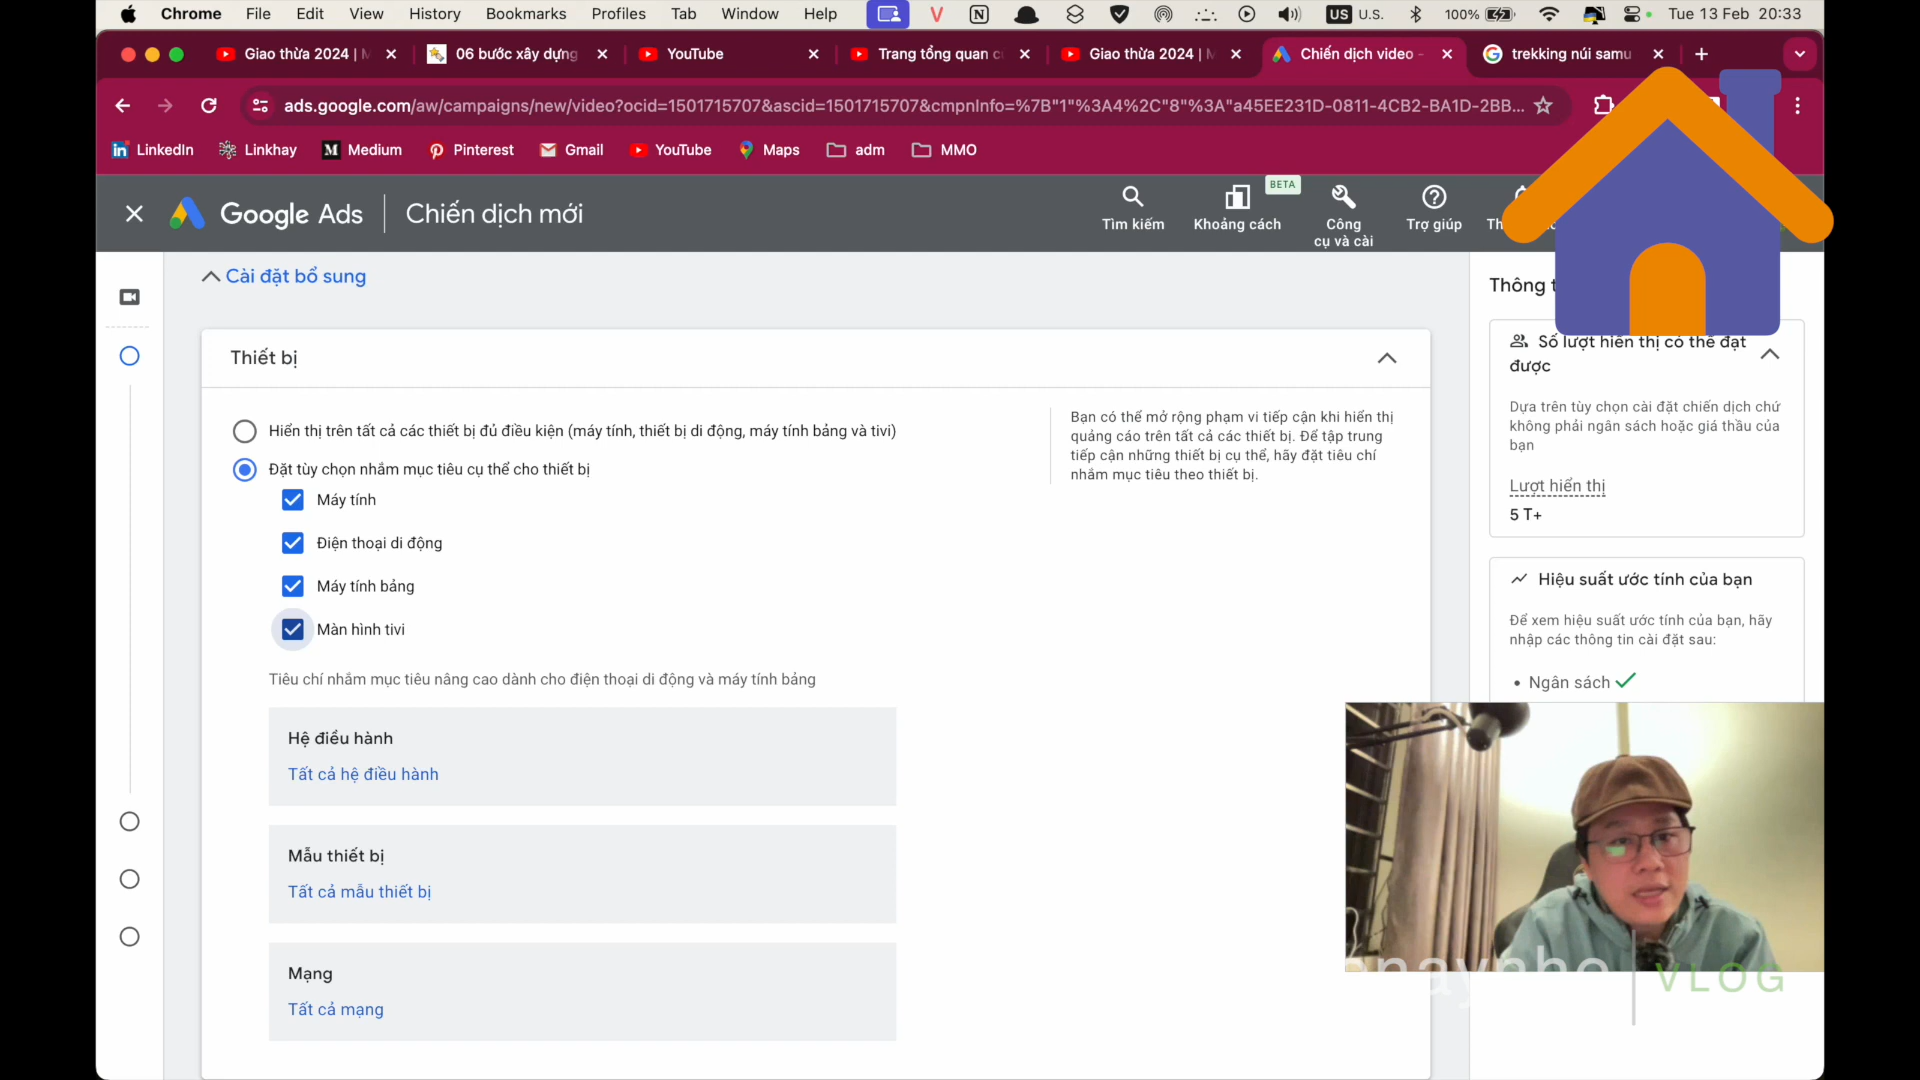 Chrome File Edit View History Bookmarks Profiles Tab Window Help V N US U.S. 100% Tue 13 Feb 20:33
Giao thừa 2024 | 06 bước xây dựng YouTube Trang tổng quan Giao thừa 2024 | Chiến dịch video - trekking núi samu
ads.google.com/aw/campaigns/new/video?ocid=1501715707&ascid=1501715707&cmpnInfo=%7B"1"%3A4%2C"8"%3A"a45EE231D-0811-4CB2-BA1D-2BB...
LinkedIn Linkhay Medium Pinterest Gmail YouTube Maps adm MMO
Google Ads Chiến dịch mới
BETA
Tìm kiếm Khoảng cách Công cụ và cài Trợ giúp
Cài đặt bổ sung
Thiết bị
Hiển thị trên tất cả các thiết bị đủ điều kiện (máy tính, thiết bị di động, máy tính bảng và tivi)
Đặt tùy chọn nhắm mục tiêu cụ thể cho thiết bị
Máy tính
Điện thoại di động
Máy tính bảng
Màn hình tivi
Tiêu chí nhắm mục tiêu nâng cao dành cho điện thoại di động và máy tính bảng
Hệ điều hành
Tất cả hệ điều hành
Mẫu thiết bị
Tất cả mẫu thiết bị
Mạng
Tất cả mạng
Bạn có thể mở rộng phạm vi tiếp cận khi hiển thị
quảng cáo trên tất cả các thiết bị. Để tập trung
tiếp cận những thiết bị cụ thể, hãy đặt tiêu chí
nhắm mục tiêu theo thiết bị.
Thông
Số lượt hiển thị có thể đạt
được
Dựa trên tùy chọn cài đặt chiến dịch chứ
không phải ngân sách hoặc giá thầu của
bạn
Lượt hiển thị
5 T+
Hiệu suất ước tính của bạn
Để xem hiệu suất ước tính của bạn, hãy
nhập các thông tin cài đặt sau:
• Ngân sách
VLOG